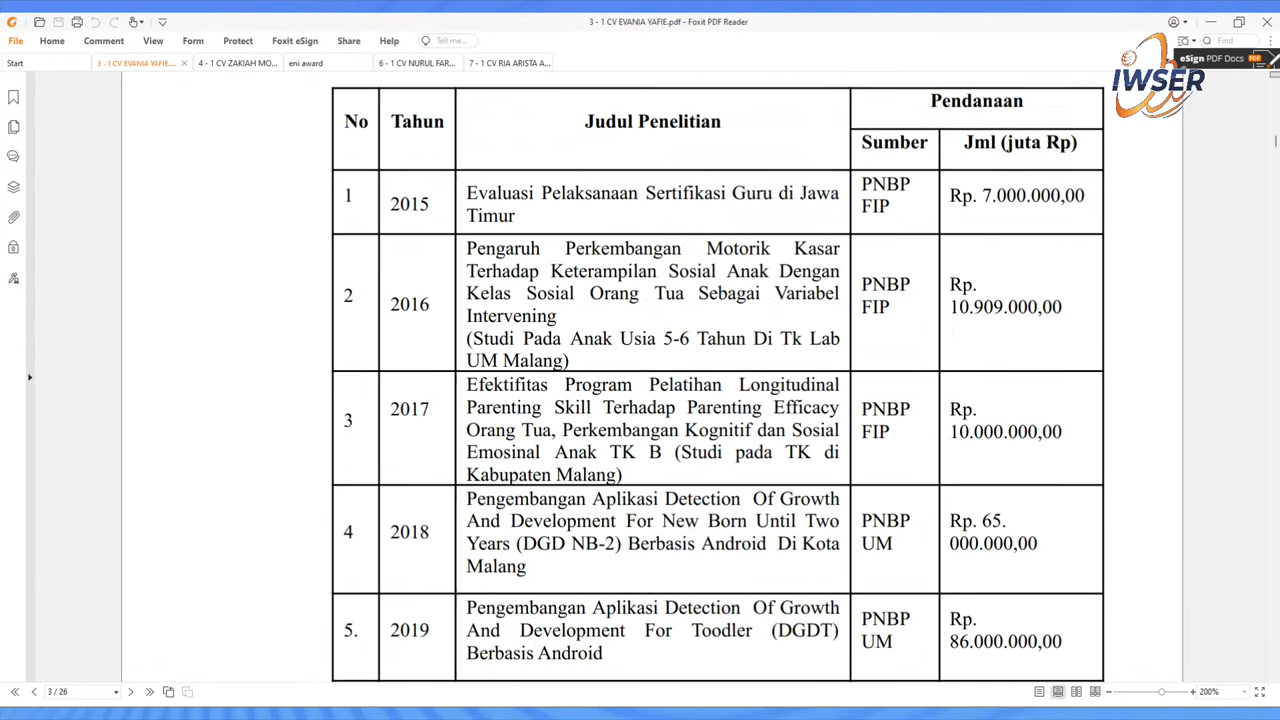 3 - 1 CV EVANIA YAFIE.pdf - Foxit PDF Reader
File Home Comment View Form Protect Foxit eSign Share Help Tell me... Find
Start 3 - 1 CV EVANIA YAFIE.... 4 - 1 CV ZAKIAH MO... eni award 6 - 1 CV NURUL FAR... 7 - 1 CV RIA ARISTA A...
eSign PDF Docs
IWSER
No Tahun Judul Penelitian Pendanaan
Sumber Jml (juta Rp)
1 2015 Evaluasi Pelaksanaan Sertifikasi Guru di Jawa
Timur
PNBP
FIP
Rp. 7.000.000,00
2 2016 Pengaruh Perkembangan Motorik Kasar
Terhadap Keterampilan Sosial Anak Dengan
Kelas Sosial Orang Tua Sebagai Variabel
Intervening
(Studi Pada Anak Usia 5-6 Tahun Di Tk Lab
UM Malang)
PNBP
FIP
Rp.
10.909.000,00
3 2017 Efektifitas Program Pelatihan Longitudinal
Parenting Skill Terhadap Parenting Efficacy
Orang Tua, Perkembangan Kognitif dan Sosial
Emosinal Anak TK B (Studi pada TK di
Kabupaten Malang)
PNBP
FIP
Rp.
10.000.000,00
4 2018 Pengembangan Aplikasi Detection Of Growth
And Development For New Born Until Two
Years (DGD NB-2) Berbasis Android Di Kota
Malang
PNBP
UM
Rp. 65.
000.000,00
5. 2019 Pengembangan Aplikasi Detection Of Growth
And Development For Toodler (DGDT)
Berbasis Android
PNBP
UM
Rp.
86.000.000,00
3 / 26 200%